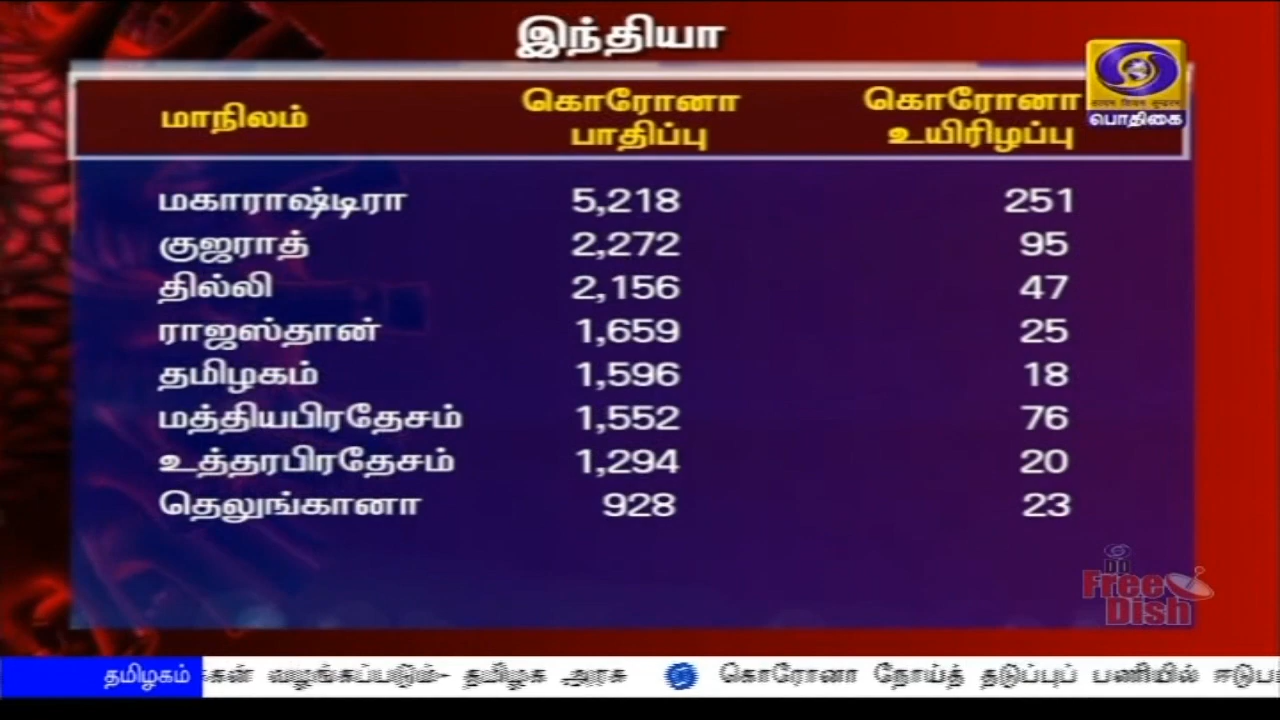 இந்தியா
மாநிலம் கொரோனா பாதிப்பு கொரோனா உயிரிழப்பு
பொதிகை
மகாராஷ்டிரா 5,218 251
குஜராத் 2,272 95
தில்லி 2,156 47
ராஜஸ்தான் 1,659 25
தமிழகம் 1,596 18
மத்தியபிரதேசம் 1,552 76
உத்தரபிரதேசம் 1,294 20
தெலுங்கானா 928 23
DD
Free
Dish
தமிழகம் வழங்கப்படும்- தமிழக அரசு கொரோனா நோய்த் தடுப்புப் பணியில்